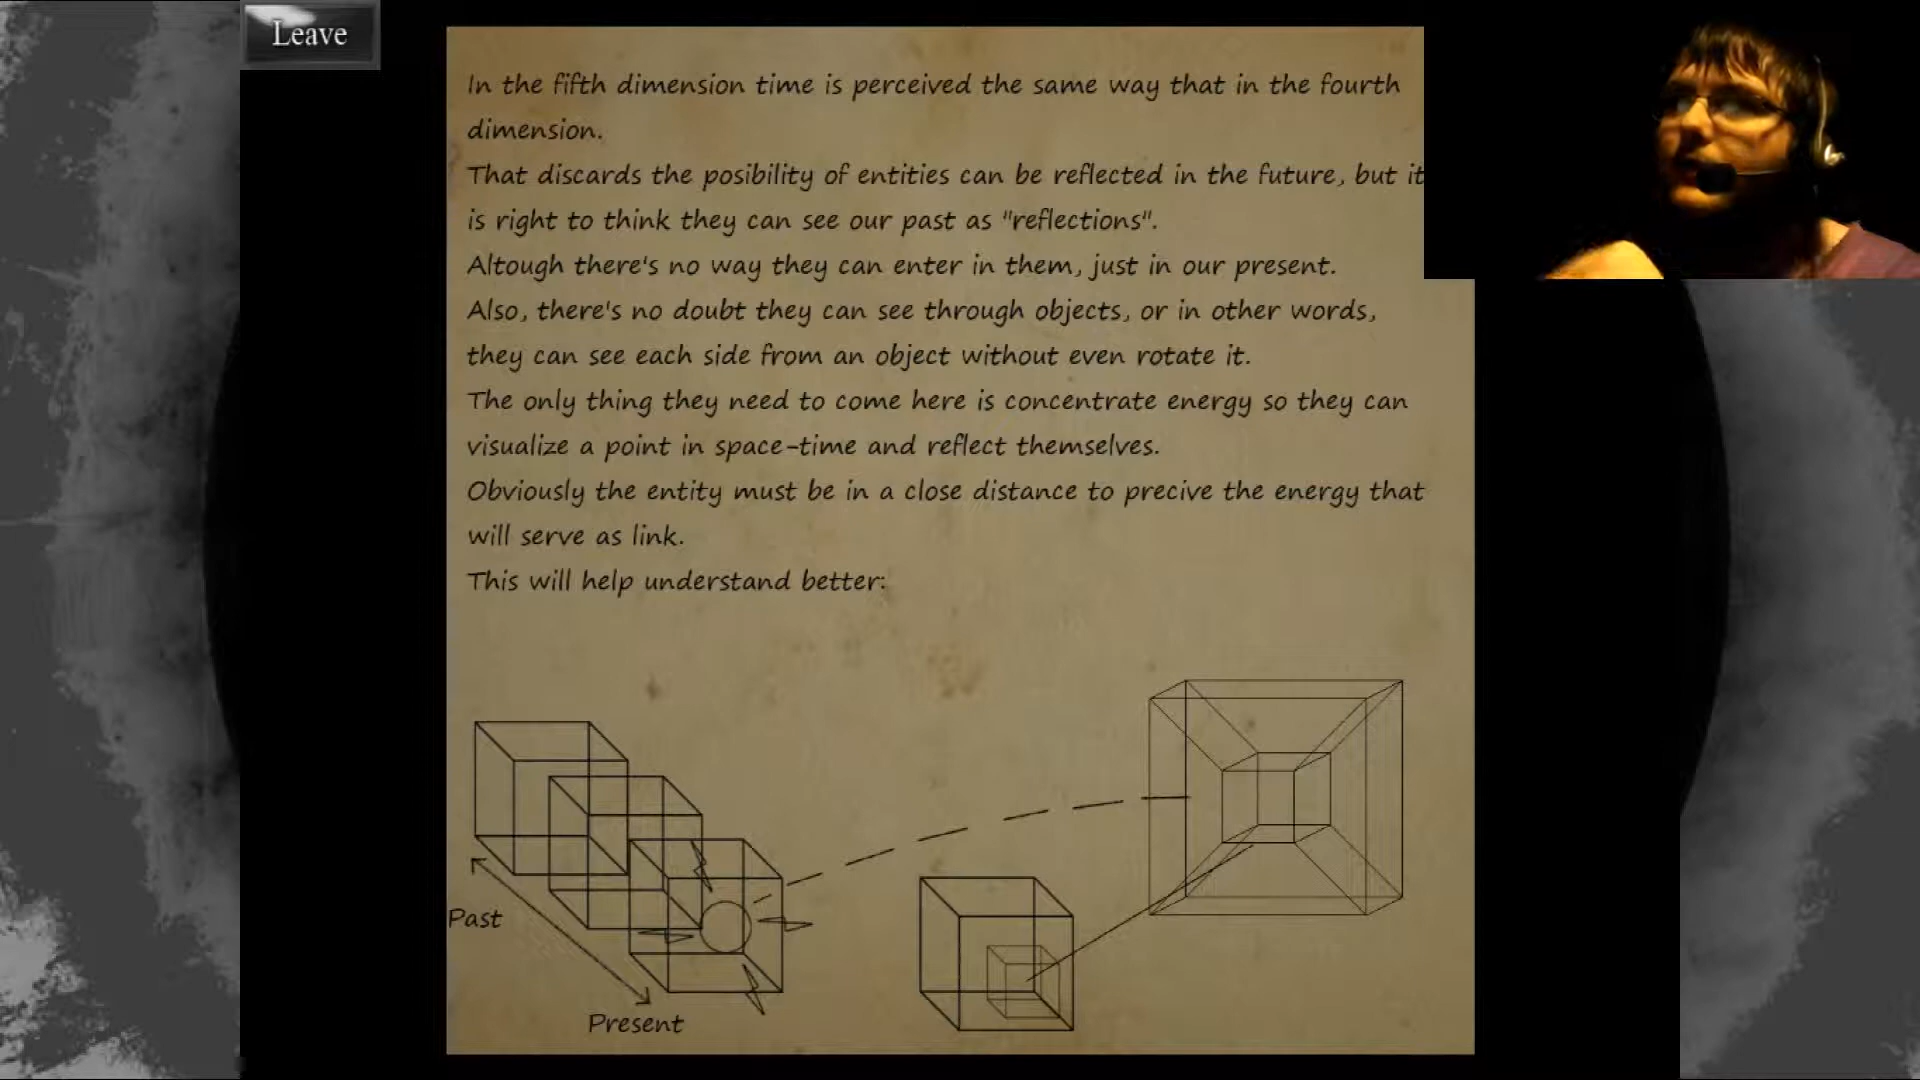 Leave
In the fifth dimension time is perceived the same way that in the fourth
dimension.
That discards the posibility of entities can be reflected in the future, but it
is right to think they can see our past as "reflections".
Altough there's no way they can enter in them, just in our present.
Also, there's no doubt they can see through objects, or in other words,
they can see each side from an object without even rotate it.
The only thing they need to come here is concentrate energy so they can
visualize a point in space-time and reflect themselves.
Obviously the entity must be in a close distance to precive the energy that
will serve as link.
This will help understand better:
Past
Present